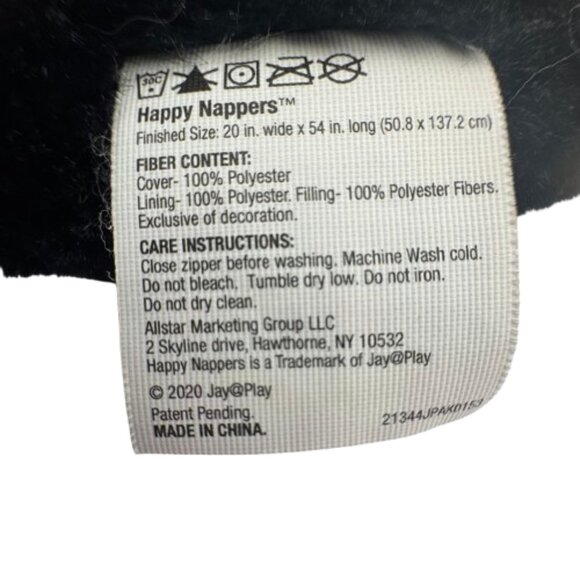 30C
Happy Nappers™
Finished Size: 20 in. wide x 54 in. long (50.8 x 137.2 cm)
FIBER CONTENT:
Cover- 100% Polyester
Lining- 100% Polyester. Filling- 100% Polyester Fibers.
Exclusive of decoration.
CARE INSTRUCTIONS:
Close zipper before washing. Machine Wash cold.
Do not bleach. Tumble dry low. Do not iron.
Do not dry clean.
Allstar Marketing Group LLC
2 Skyline drive, Hawthorne, NY 10532
Happy Nappers is a Trademark of Jay@Play
© 2020 Jay@Play
Patent Pending.
MADE IN CHINA.